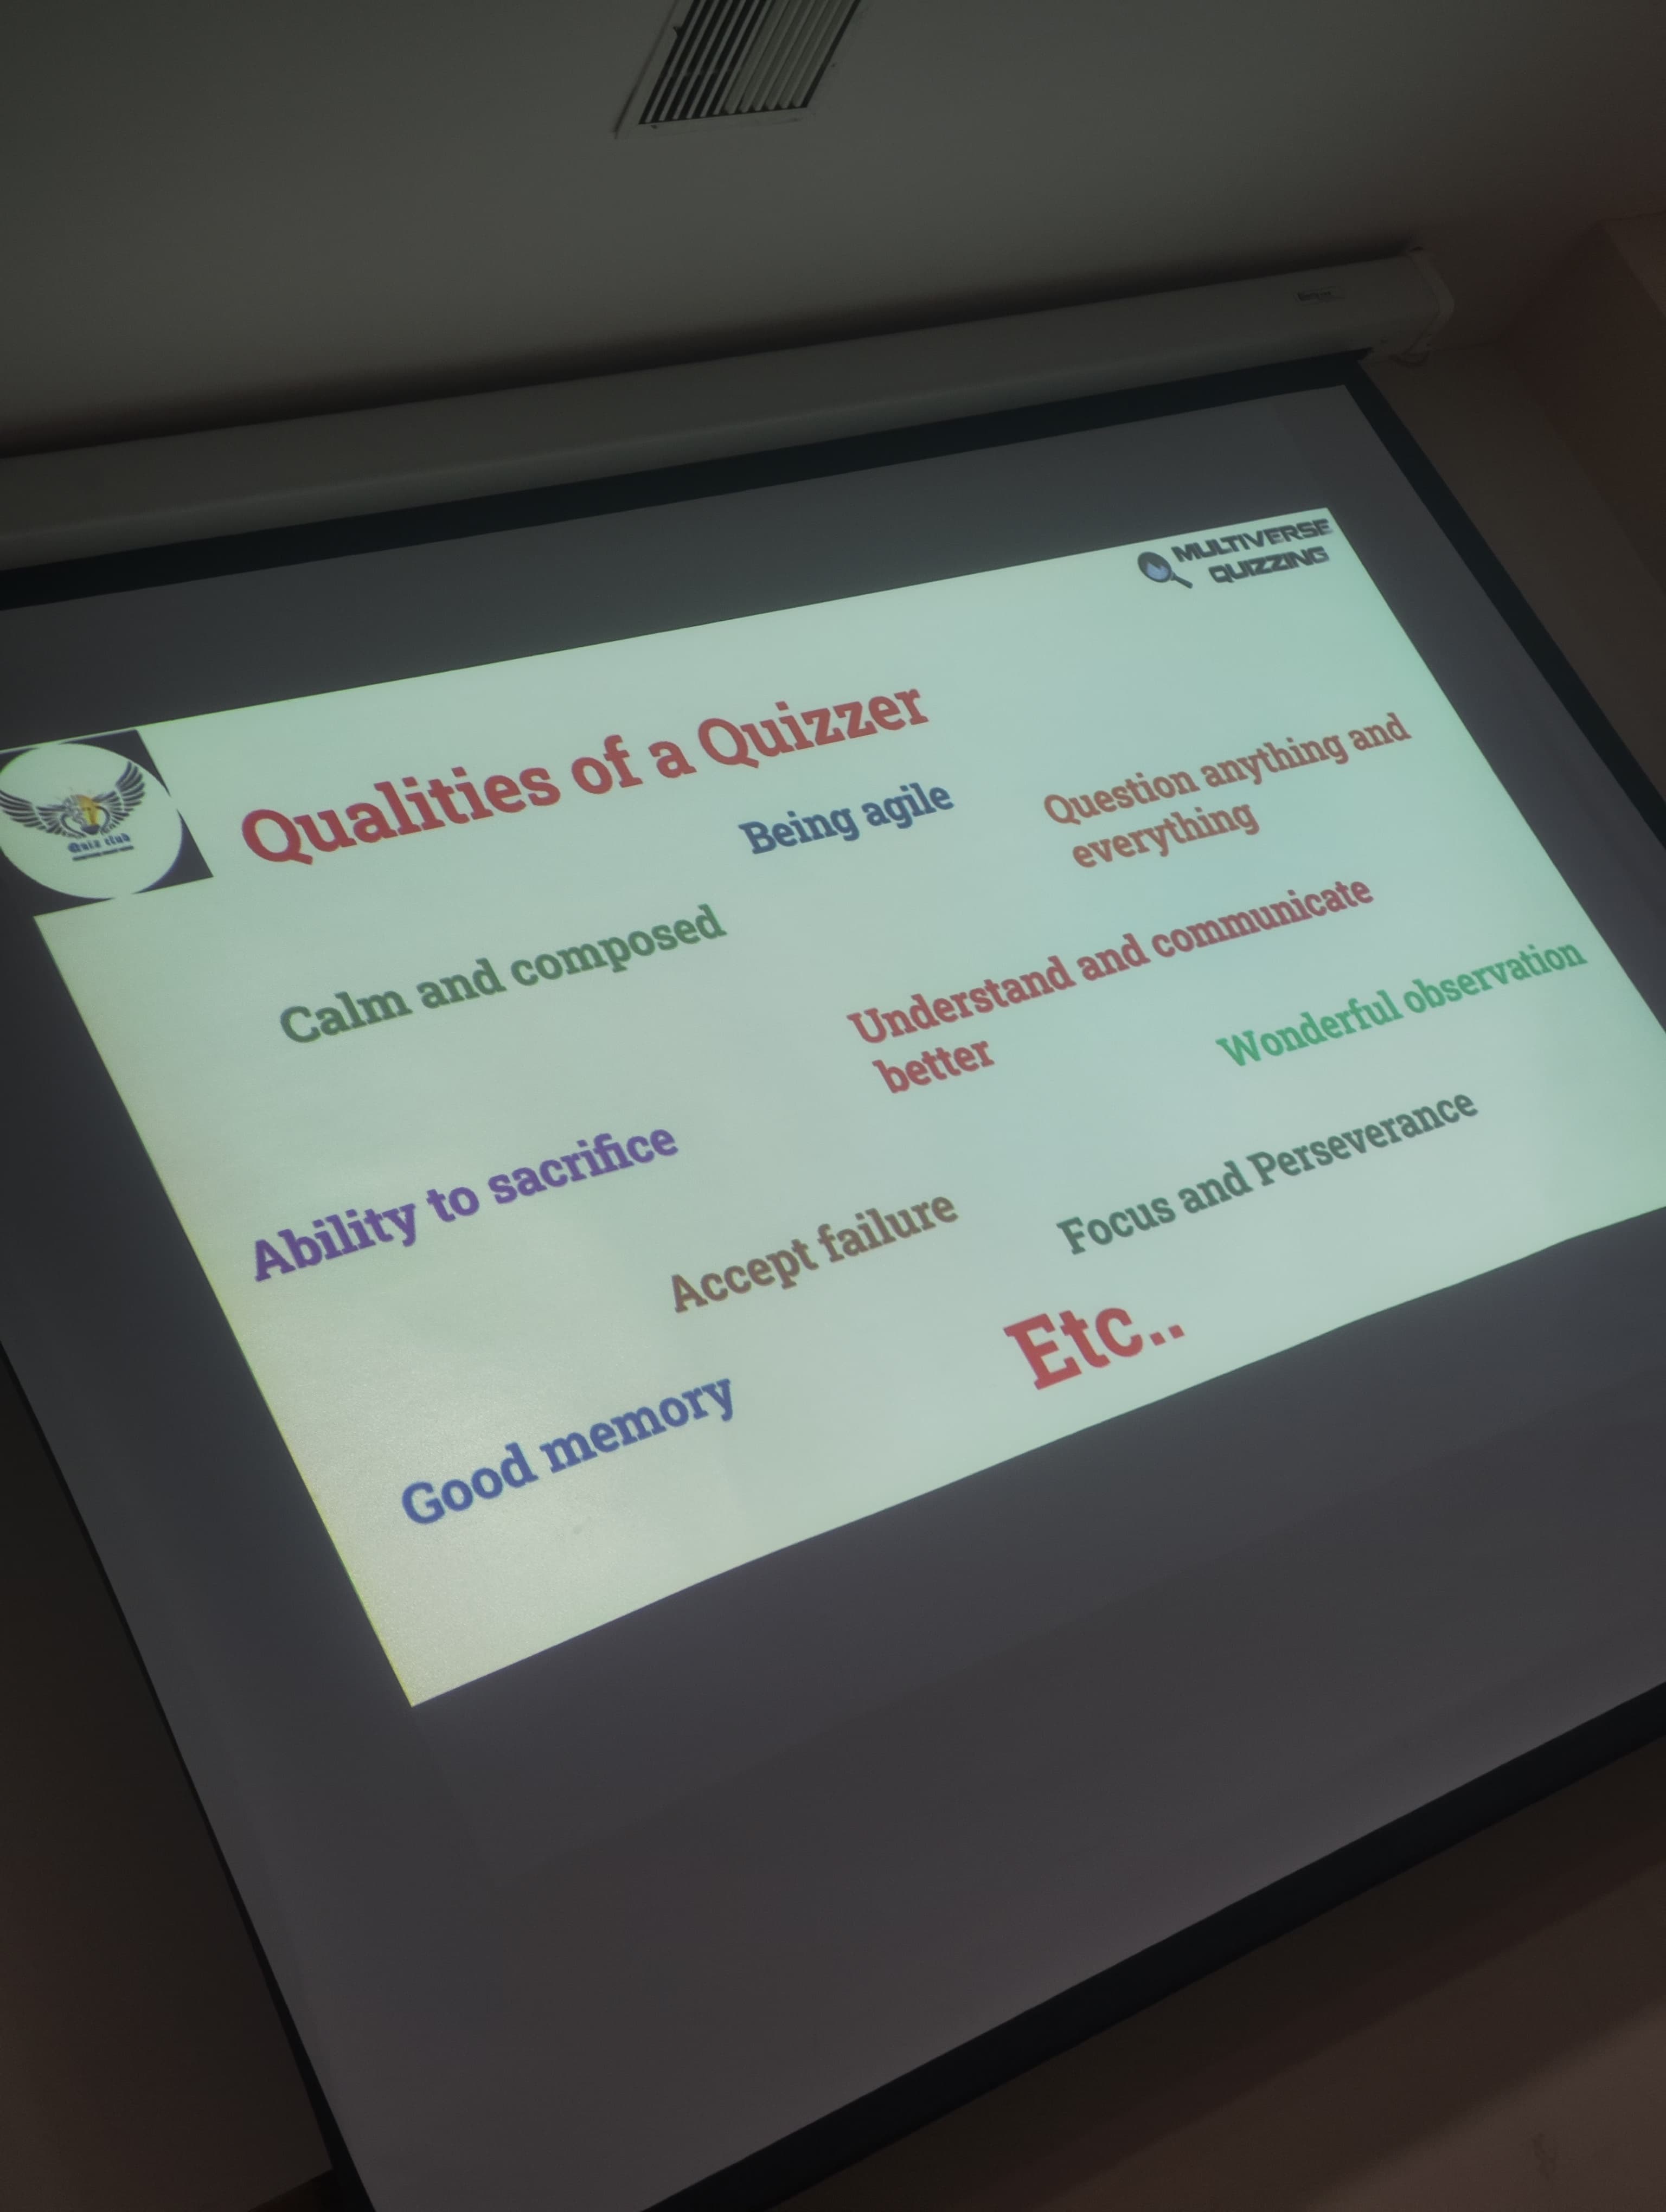 MULTIVERSE
QUIZZING
Quiz club
Qualities of a Quizzer
Being agile
Question anything and
everything
Calm and composed
Understand and communicate
better
Wonderful observation
Ability to sacrifice
Accept failure
Focus and Perseverance
Good memory
Etc..